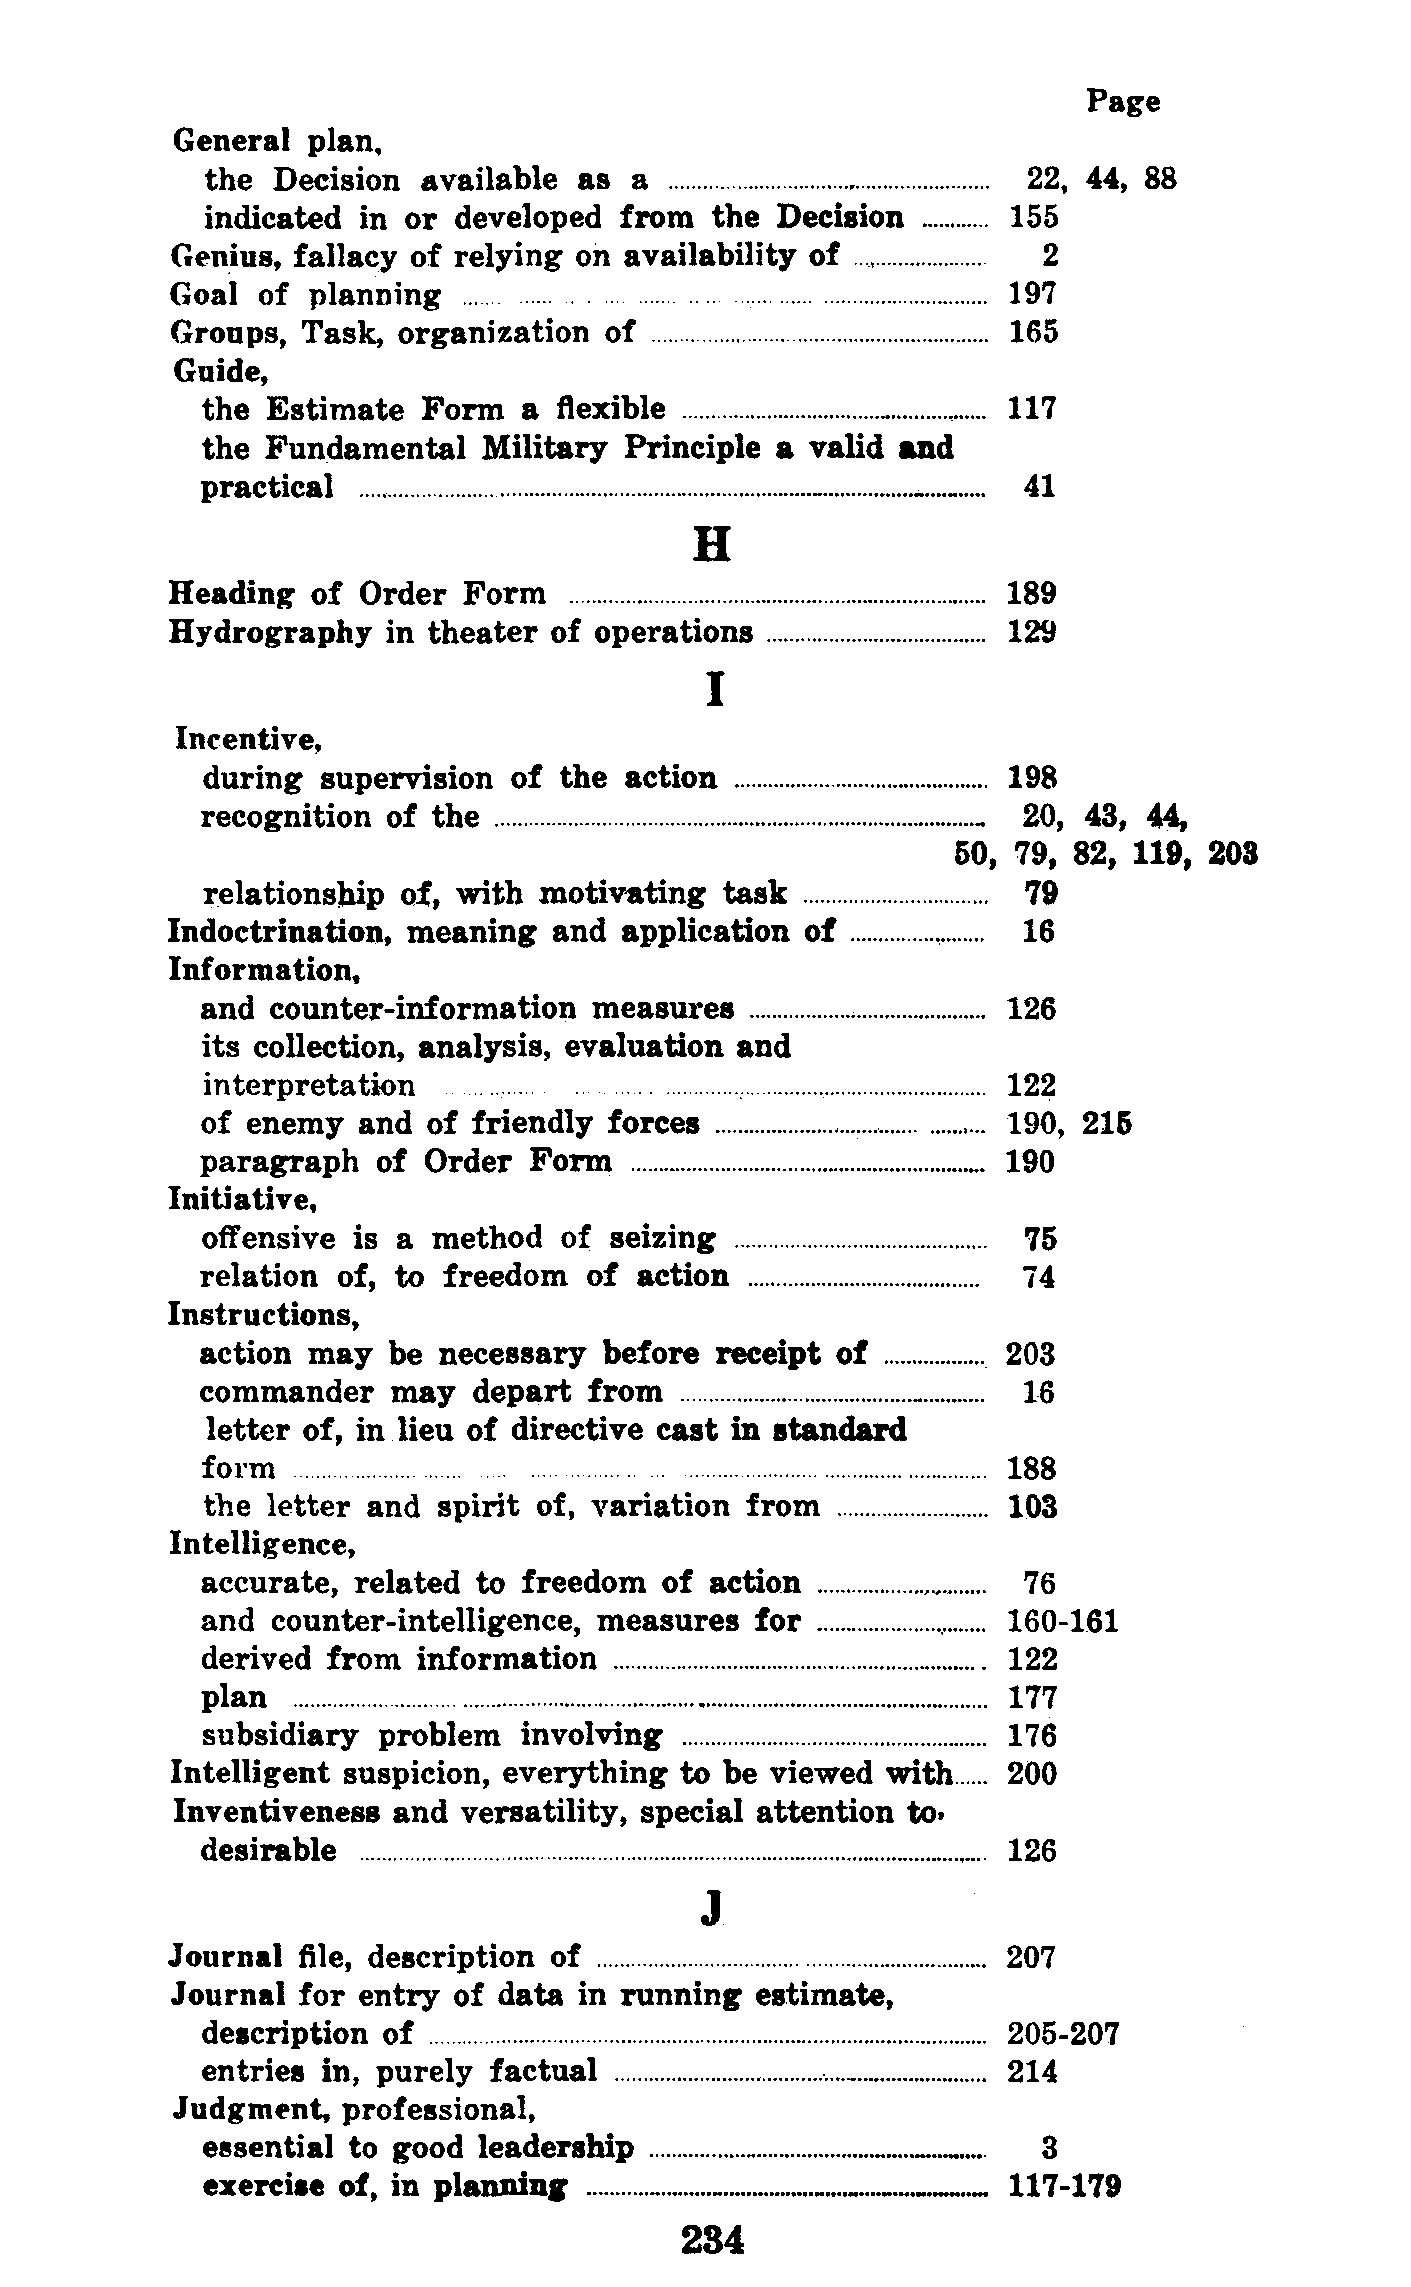 Page
General plan,
the Decision available as a ........ 22, 44, 88
indicated in or developed from the Decision ........ 155
Genius, fallacy of relying on availability of ........ 2
Goal of planning ........ 197
Groups, Task, organization of ........ 165
Guide,
the Estimate Form a flexible ........ 117
the Fundamental Military Principle a valid and
practical ........ 41
H
Heading of Order Form ........ 189
Hydrography in theater of operations ........ 129
I
Incentive,
during supervision of the action ........ 198
recognition of the ........ 20, 43, 44,
50, 79, 82, 119, 203
relationship of, with motivating task ........ 79
Indoctrination, meaning and application of ........ 16
Information,
and counter-information measures ........ 126
its collection, analysis, evaluation and
interpretation ........ 122
of enemy and of friendly forces ........ 190, 215
paragraph of Order Form ........ 190
Initiative,
offensive is a method of seizing ........ 75
relation of, to freedom of action ........ 74
Instructions,
action may be necessary before receipt of ........ 203
commander may depart from ........ 16
letter of, in lieu of directive cast in standard
form ........ 188
the letter and spirit of, variation from ........ 103
Intelligence,
accurate, related to freedom of action ........ 76
and counter-intelligence, measures for ........ 160-161
derived from information ........ 122
plan ........ 177
subsidiary problem involving ........ 176
Intelligent suspicion, everything to be viewed with ........ 200
Inventiveness and versatility, special attention to,
desirable ........ 126
J
Journal file, description of ........ 207
Journal for entry of data in running estimate,
description of ........ 205-207
entries in, purely factual ........ 214
Judgment, professional,
essential to good leadership ........ 3
exercise of, in planning ........ 117-179
234